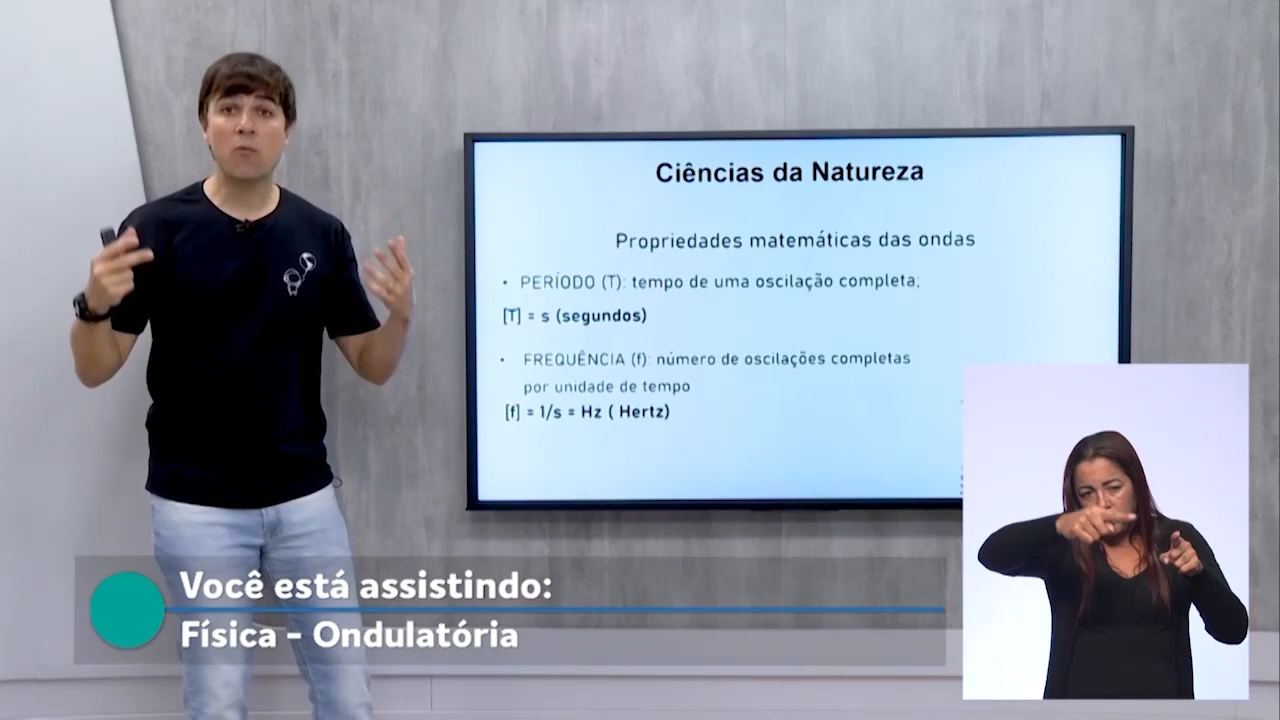 Ciências da Natureza
Propriedades matemáticas das ondas
• PERÍODO (T): tempo de uma oscilação completa;
[T] = s (segundos)
• FREQUÊNCIA (f): número de oscilações completas
por unidade de tempo
[f] = 1/s = Hz ( Hertz)
Você está assistindo:
Física - Ondulatória